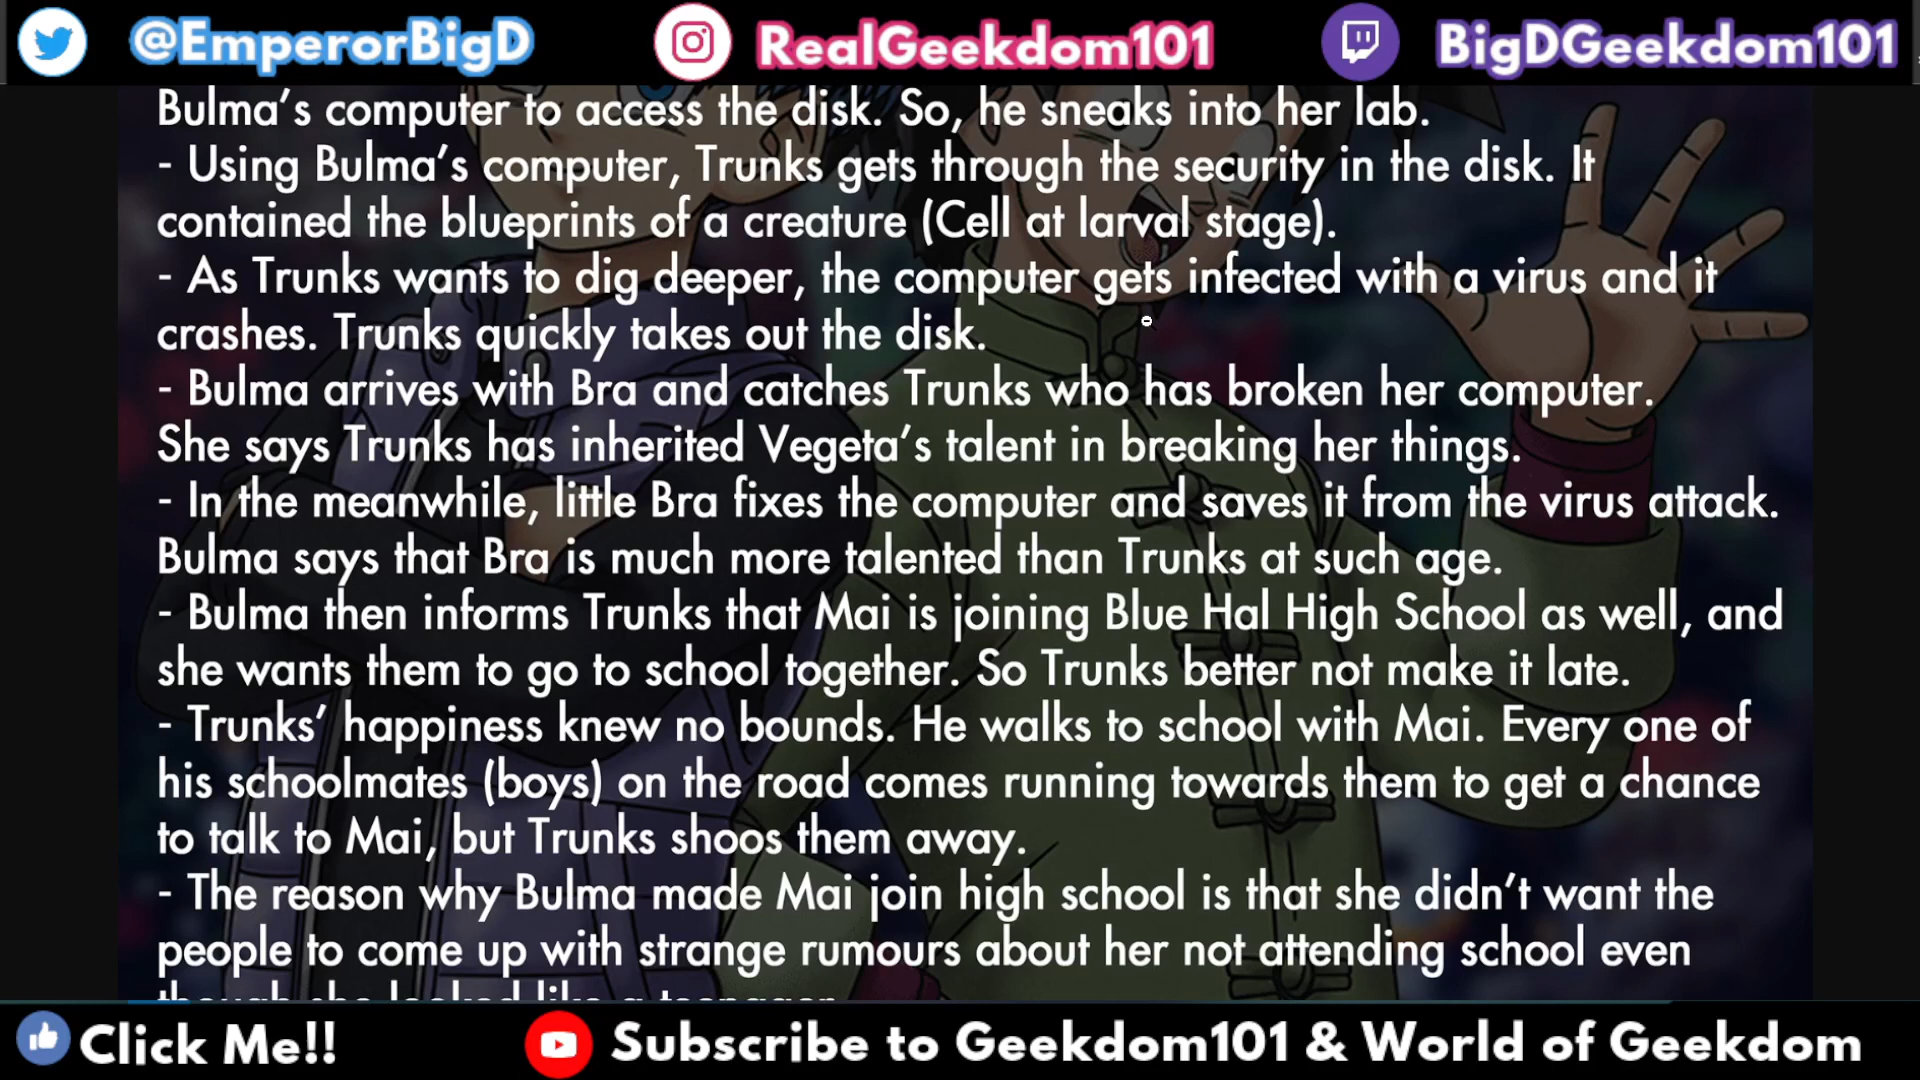 @EmperorBigD RealGeekdom101 BigDGeekdom101
Bulma’s computer to access the disk. So, he sneaks into her lab.
- Using Bulma’s computer, Trunks gets through the security in the disk. It
contained the blueprints of a creature (Cell at larval stage).
- As Trunks wants to dig deeper, the computer gets infected with a virus and it
crashes. Trunks quickly takes out the disk.
- Bulma arrives with Bra and catches Trunks who has broken her computer.
She says Trunks has inherited Vegeta’s talent in breaking her things.
- In the meanwhile, little Bra fixes the computer and saves it from the virus attack.
Bulma says that Bra is much more talented than Trunks at such age.
- Bulma then informs Trunks that Mai is joining Blue Hal High School as well, and
she wants them to go to school together. So Trunks better not make it late.
- Trunks’ happiness knew no bounds. He walks to school with Mai. Every one of
his schoolmates (boys) on the road comes running towards them to get a chance
to talk to Mai, but Trunks shoos them away.
- The reason why Bulma made Mai join high school is that she didn’t want the
people to come up with strange rumours about her not attending school even
though she looked like a teenager
Click Me!! Subscribe to Geekdom101 & World of Geekdom